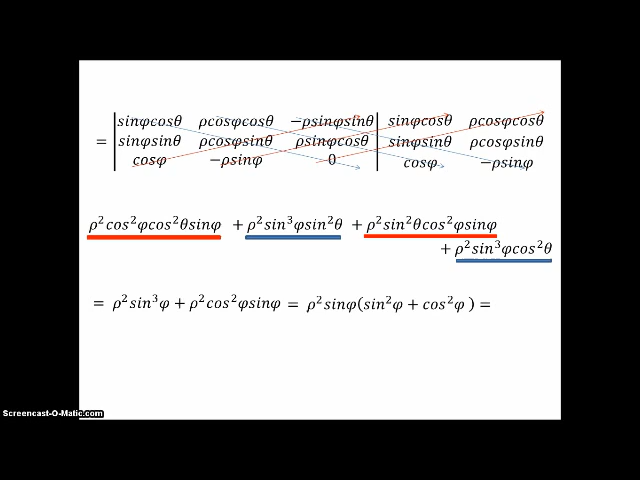 sinφcosθ ρcosφcosθ −ρsinφsinθ sinφcosθ ρcosφcosθ
= sinφsinθ ρcosφsinθ ρsinφcosθ sinφsinθ ρcosφsinθ
cosφ −ρsinφ 0 cosφ −ρsinφ
ρ²cos²φcos²θsinφ + ρ²sin³φsin²θ + ρ²sin²θcos²φsinφ
+ ρ²sin³φcos²θ
= ρ²sin³φ + ρ²cos²φsinφ = ρ²sinφ(sin²φ + cos²φ ) =
Screencast-O-Matic.com